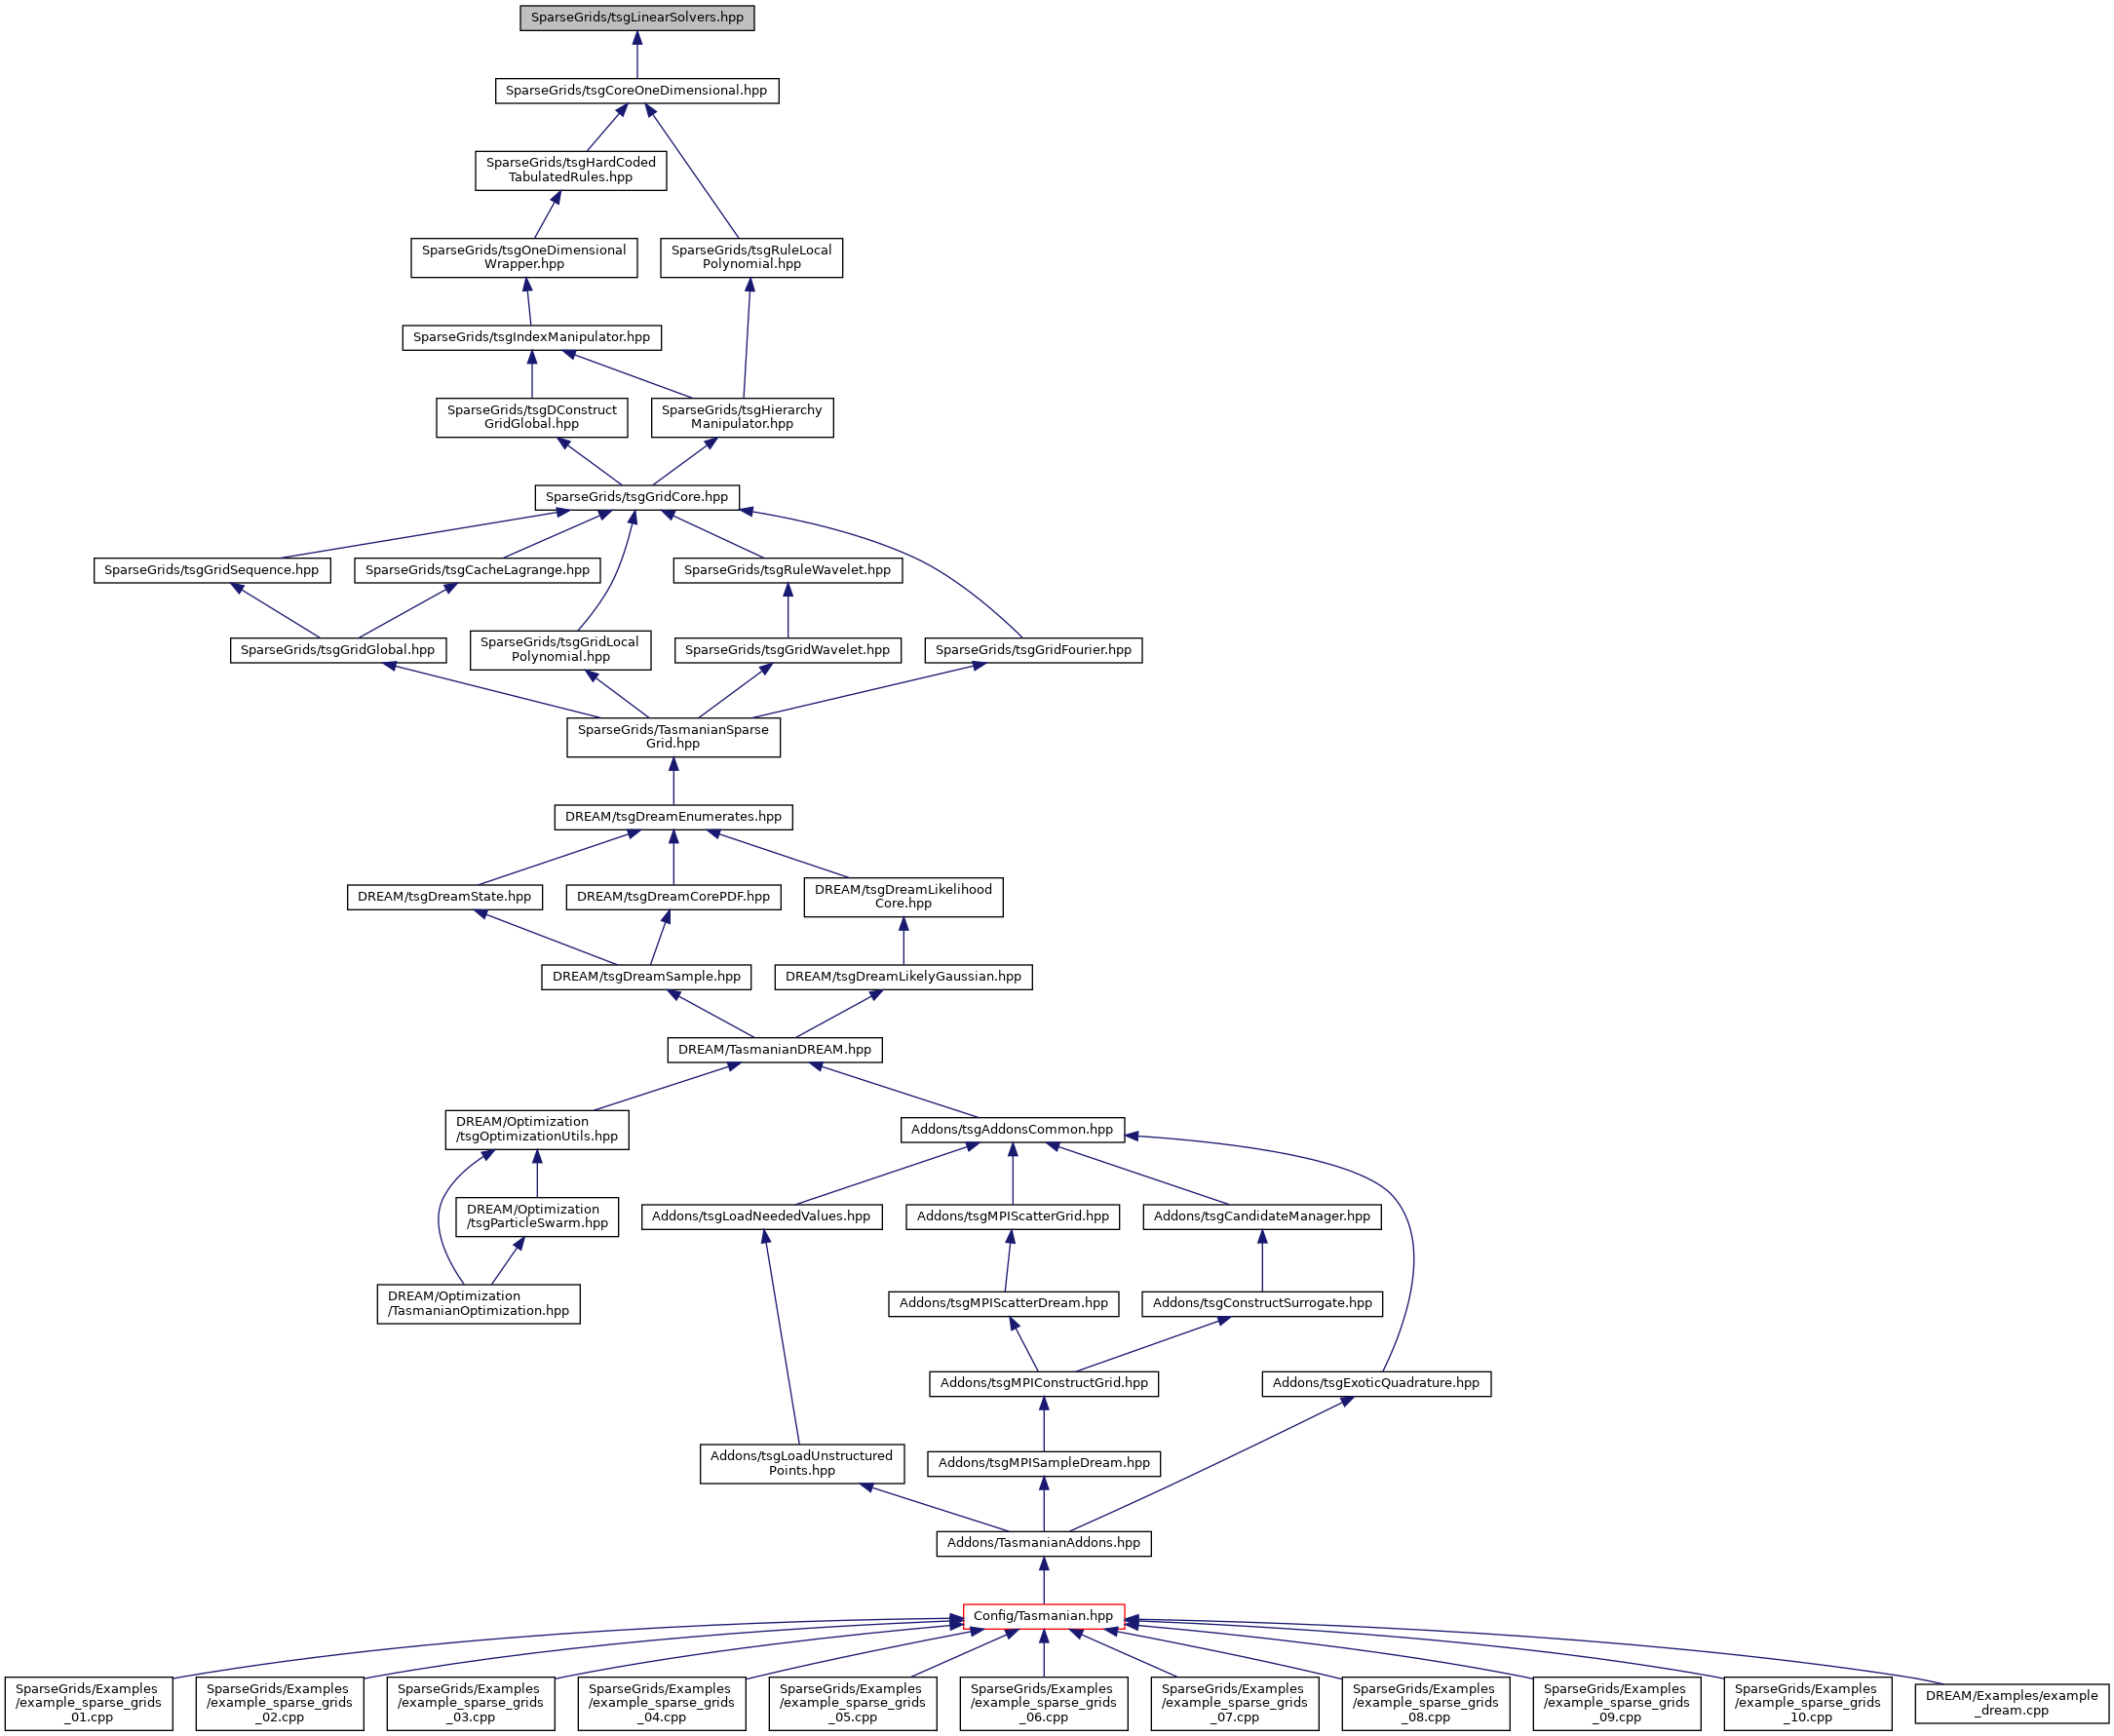 SparseGrids/tsgLinearSolvers.hpp
SparseGrids/tsgCoreOneDimensional.hpp
SparseGrids/tsgHardCoded
TabulatedRules.hpp
SparseGrids/tsgOneDimensional
Wrapper.hpp
SparseGrids/tsgRuleLocal
Polynomial.hpp
SparseGrids/tsgIndexManipulator.hpp
SparseGrids/tsgDConstruct
GridGlobal.hpp
SparseGrids/tsgHierarchy
Manipulator.hpp
SparseGrids/tsgGridCore.hpp
SparseGrids/tsgGridSequence.hpp
SparseGrids/tsgCacheLagrange.hpp
SparseGrids/tsgRuleWavelet.hpp
SparseGrids/tsgGridGlobal.hpp
SparseGrids/tsgGridLocal
Polynomial.hpp
SparseGrids/tsgGridWavelet.hpp
SparseGrids/tsgGridFourier.hpp
SparseGrids/TasmanianSparse
Grid.hpp
DREAM/tsgDreamEnumerates.hpp
DREAM/tsgDreamState.hpp
DREAM/tsgDreamCorePDF.hpp
DREAM/tsgDreamLikelihood
Core.hpp
DREAM/tsgDreamSample.hpp
DREAM/tsgDreamLikelyGaussian.hpp
DREAM/TasmanianDREAM.hpp
DREAM/Optimization
/tsgOptimizationUtils.hpp
Addons/tsgAddonsCommon.hpp
DREAM/Optimization
/tsgParticleSwarm.hpp
Addons/tsgLoadNeededValues.hpp
Addons/tsgMPIScatterGrid.hpp
Addons/tsgCandidateManager.hpp
DREAM/Optimization
/TasmanianOptimization.hpp
Addons/tsgMPIScatterDream.hpp
Addons/tsgConstructSurrogate.hpp
Addons/tsgMPIConstructGrid.hpp
Addons/tsgExoticQuadrature.hpp
Addons/tsgLoadUnstructured
Points.hpp
Addons/tsgMPISampleDream.hpp
Addons/TasmanianAddons.hpp
Config/Tasmanian.hpp
SparseGrids/Examples
/example_sparse_grids
_01.cpp
SparseGrids/Examples
/example_sparse_grids
_02.cpp
SparseGrids/Examples
/example_sparse_grids
_03.cpp
SparseGrids/Examples
/example_sparse_grids
_04.cpp
SparseGrids/Examples
/example_sparse_grids
_05.cpp
SparseGrids/Examples
/example_sparse_grids
_06.cpp
SparseGrids/Examples
/example_sparse_grids
_07.cpp
SparseGrids/Examples
/example_sparse_grids
_08.cpp
SparseGrids/Examples
/example_sparse_grids
_09.cpp
SparseGrids/Examples
/example_sparse_grids
_10.cpp
DREAM/Examples/example
_dream.cpp